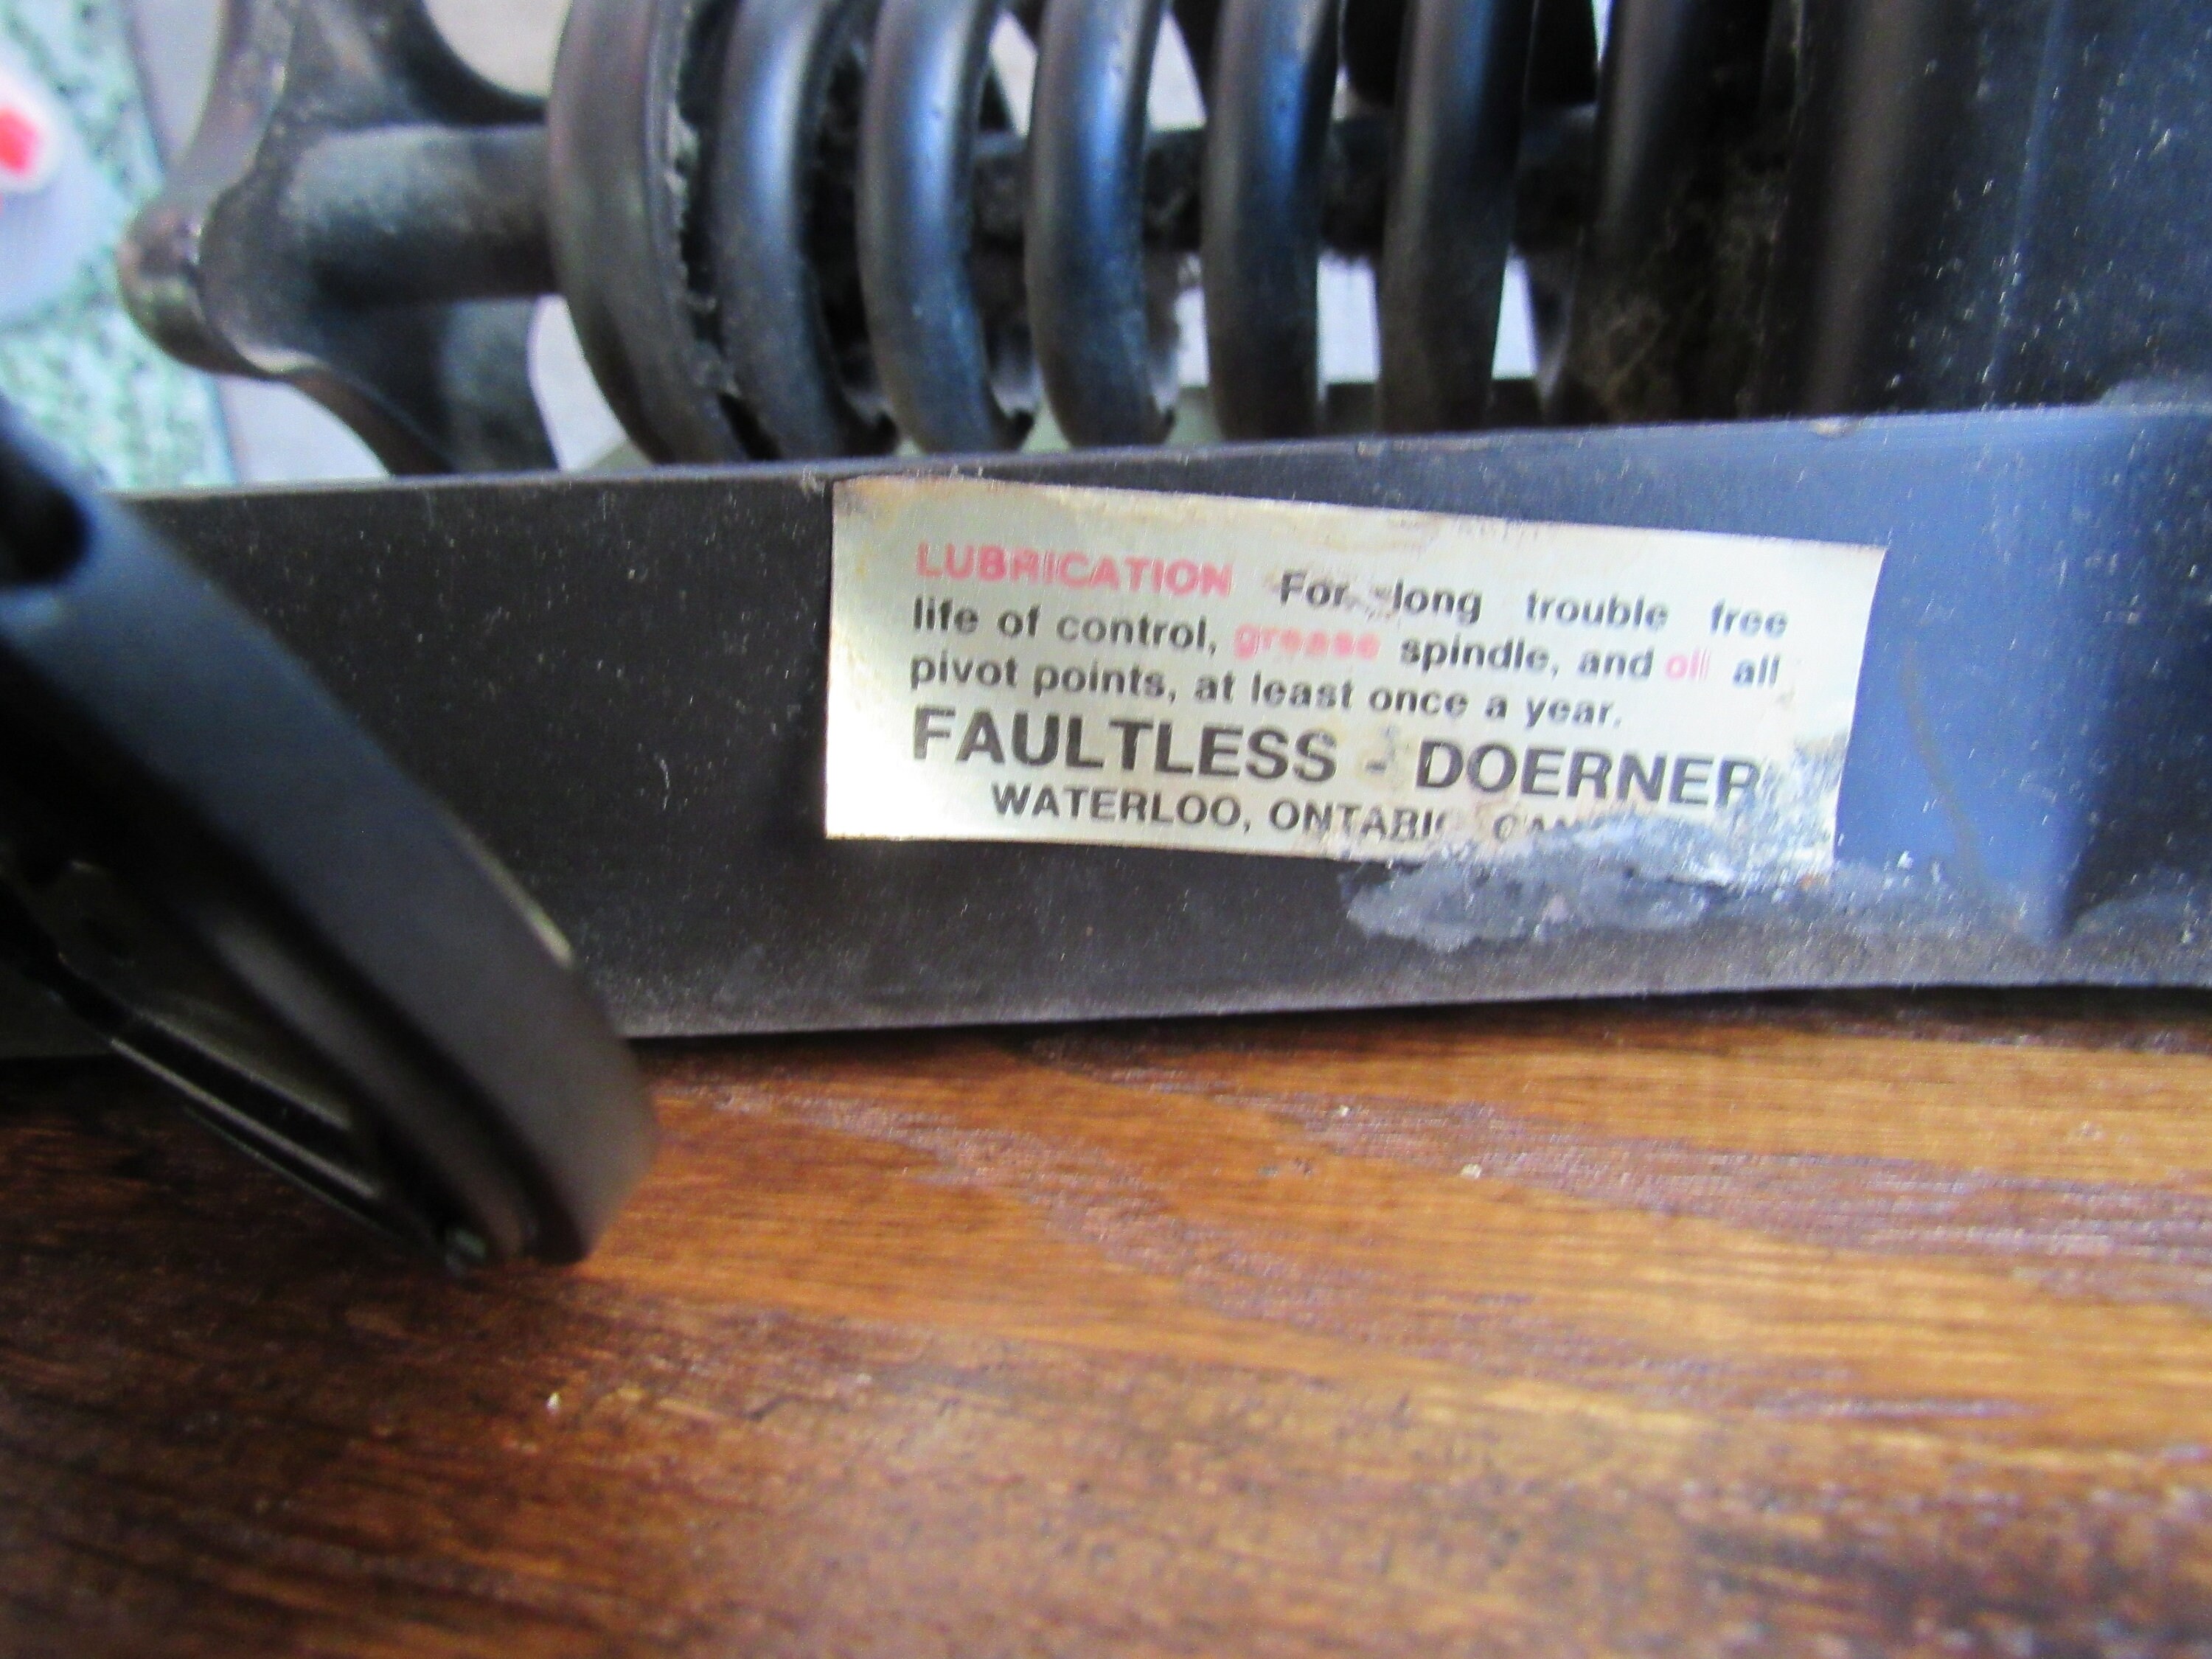 LUBRICATION For long trouble free
life of control, grease spindle, and oil all
pivot points, at least once a year.
FAULTLESS - DOERNER
WATERLOO, ONTARIO